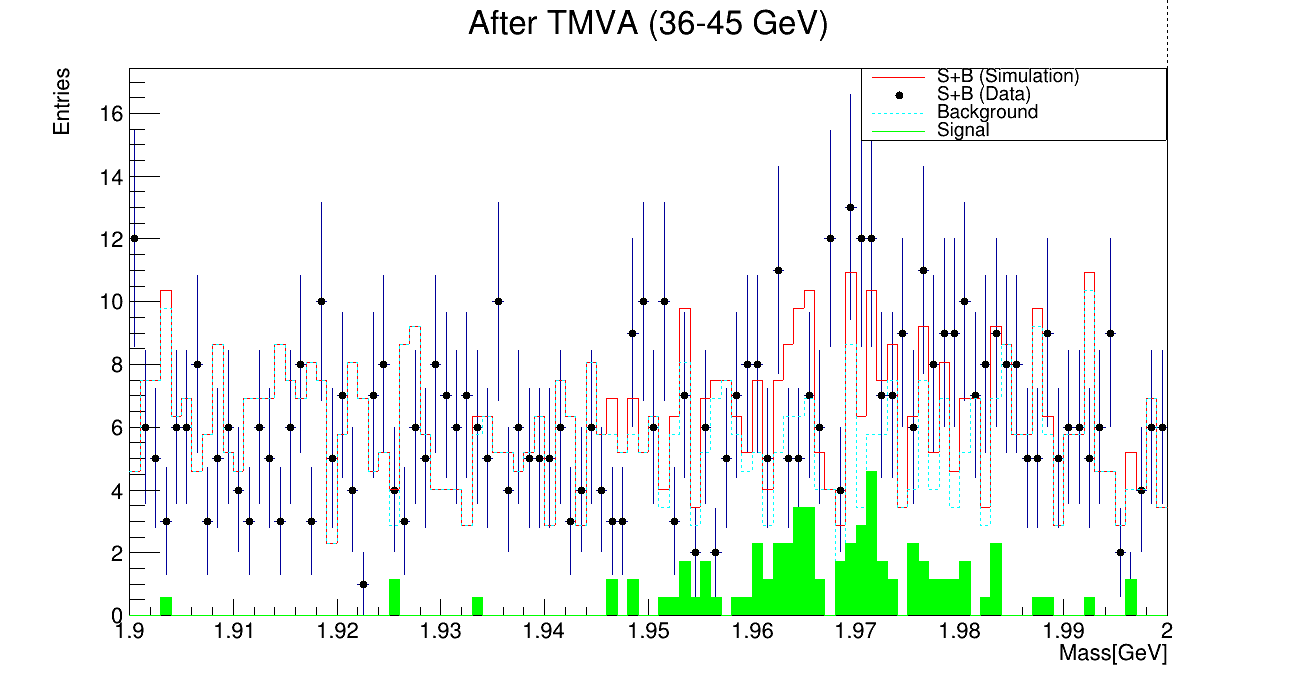 After TMVA (36-45 GeV)
Entries
S+B (Simulation)
S+B (Data)
Background
Signal
16
14
12
10
8
6
4
2
0
1.9 1.91 1.92 1.93 1.94 1.95 1.96 1.97 1.98 1.99 2
Mass[GeV]